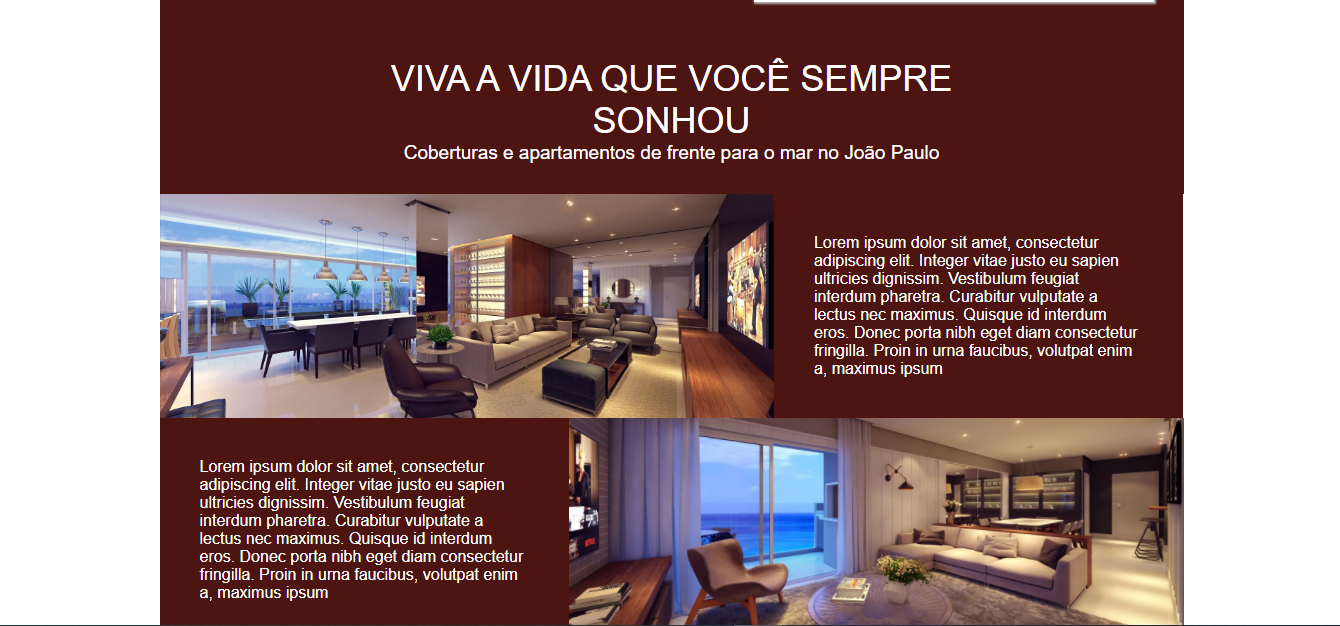 VIVA A VIDA QUE VOCÊ SEMPRE
SONHOU
Coberturas e apartamentos de frente para o mar no João Paulo
Lorem ipsum dolor sit amet, consectetur
adipiscing elit. Integer vitae justo eu sapien
ultricies dignissim. Vestibulum feugiat
interdum pharetra. Curabitur vulputate a
lectus nec maximus. Quisque id interdum
eros. Donec porta nibh eget diam consectetur
fringilla. Proin in urna faucibus, volutpat enim
a, maximus ipsum
Lorem ipsum dolor sit amet, consectetur
adipiscing elit. Integer vitae justo eu sapien
ultricies dignissim. Vestibulum feugiat
interdum pharetra. Curabitur vulputate a
lectus nec maximus. Quisque id interdum
eros. Donec porta nibh eget diam consectetur
fringilla. Proin in urna faucibus, volutpat enim
a, maximus ipsum
NETFLIX